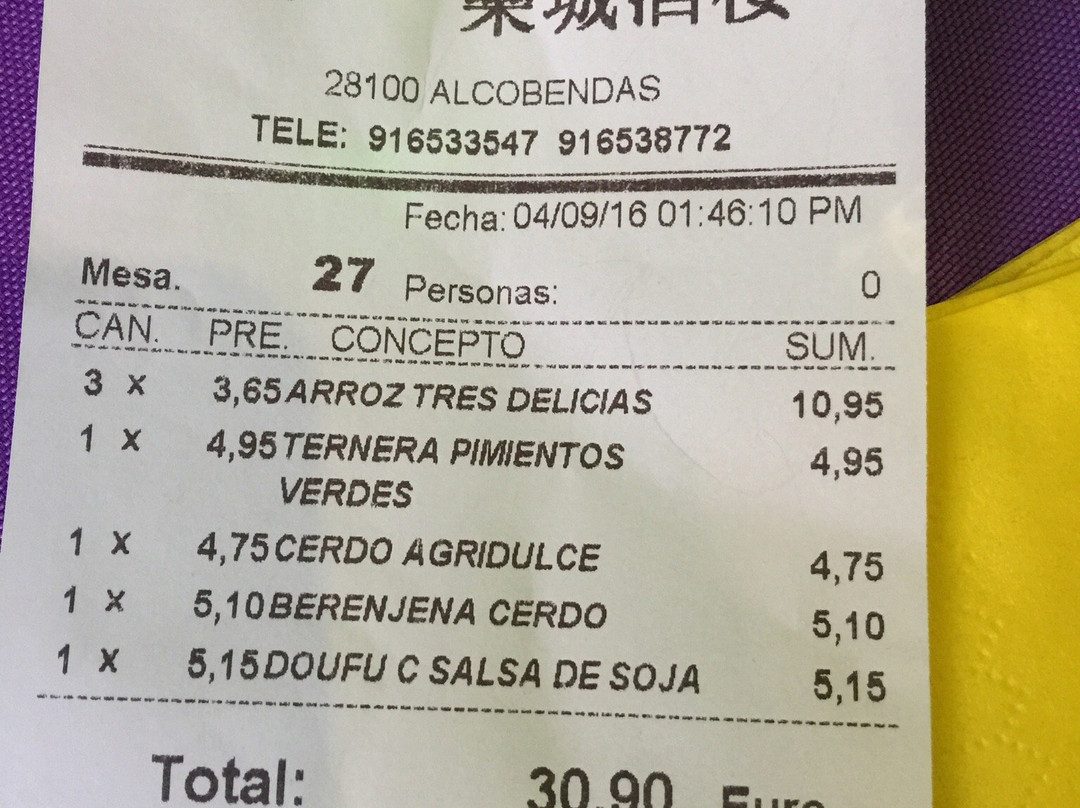 28100 ALCOBENDAS
TELE: 916533547 916538772
Fecha: 04/09/16 01:46:10 PM
Mesa. 27 Personas: 0
CAN. PRE. CONCEPTO SUM.
3 x 3,65 ARROZ TRES DELICIAS 10,95
1 x 4,95 TERNERA PIMIENTOS 4,95
VERDES
1 x 4,75 CERDO AGRIDULCE 4,75
1 x 5,10 BERENJENA CERDO 5,10
1 x 5,15 DOUFU C SALSA DE SOJA 5,15
Total: 30,90 Euro